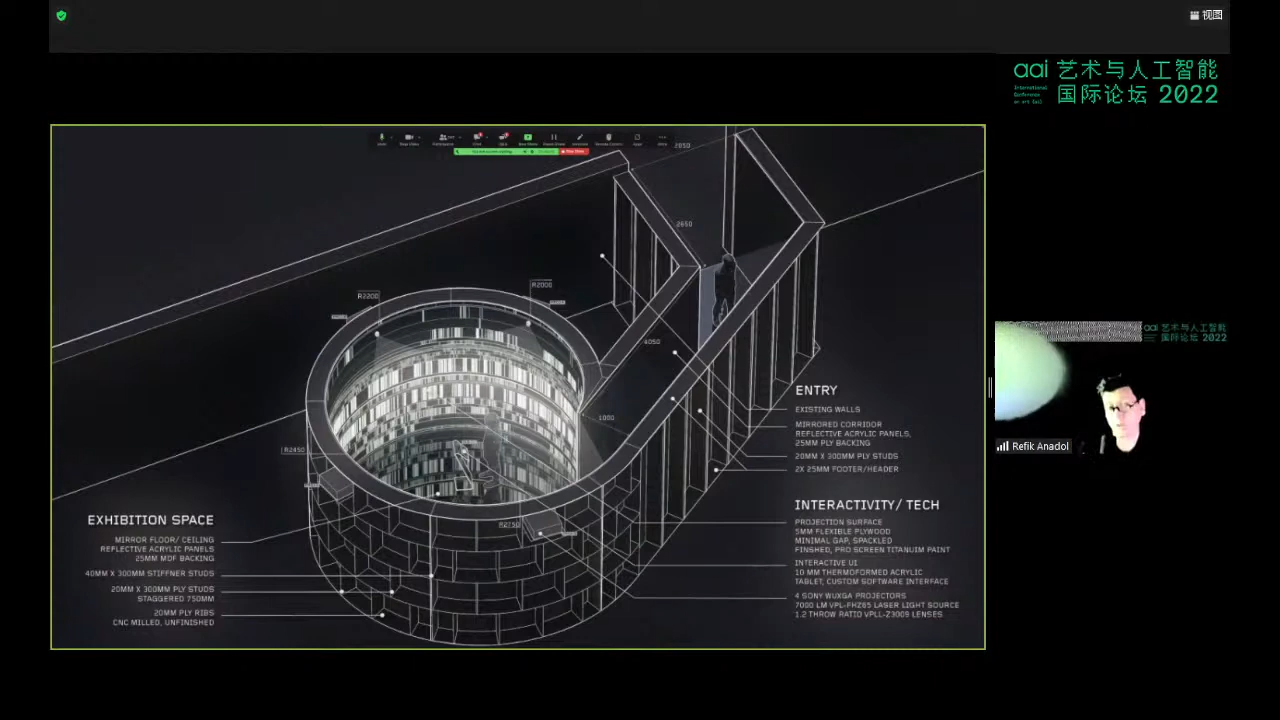 视图
aai 艺术与人工智能
International
Conference
on art (ai)
国际论坛 2022
2650
2650
R2000
R2200
4050
1000
R2450
R2750
ENTRY
EXISTING WALLS
MIRRORED CORRIDOR
REFLECTIVE ACRYLIC PANELS,
25MM PLY BACKING
20MM X 300MM PLY STUDS
2X 25MM FOOTER/HEADER
INTERACTIVITY/ TECH
PROJECTION SURFACE
5MM FLEXIBLE PLYWOOD
MINIMAL GAP, SPACKLED
FINSHED, PRO SCREEN TITANUIM PAINT
INTERACTIVE UI
10 MM THERMOFORMED ACRYLIC
TABLET, CUSTOM SOFTWARE INTERFACE
4 SONY WUXGA PROJECTORS
7000 LM VPL-FHZ65 LASER LIGHT SOURCE
1.2 THROW RATIO VPLL-Z3009 LENSES
EXHIBITION SPACE
MIRROR FLOOR/ CEILING
REFLECTIVE ACRYLIC PANELS
25MM MDF BACKING
40MM X 300MM STIFFNER STUDS
20MM X 300MM PLY STUDS
STAGGERED 750MM
20MM PLY RIBS
CNC MILLED, UNFINISHED
aai 艺术与人工智能
国际论坛 2022
Refik Anadol